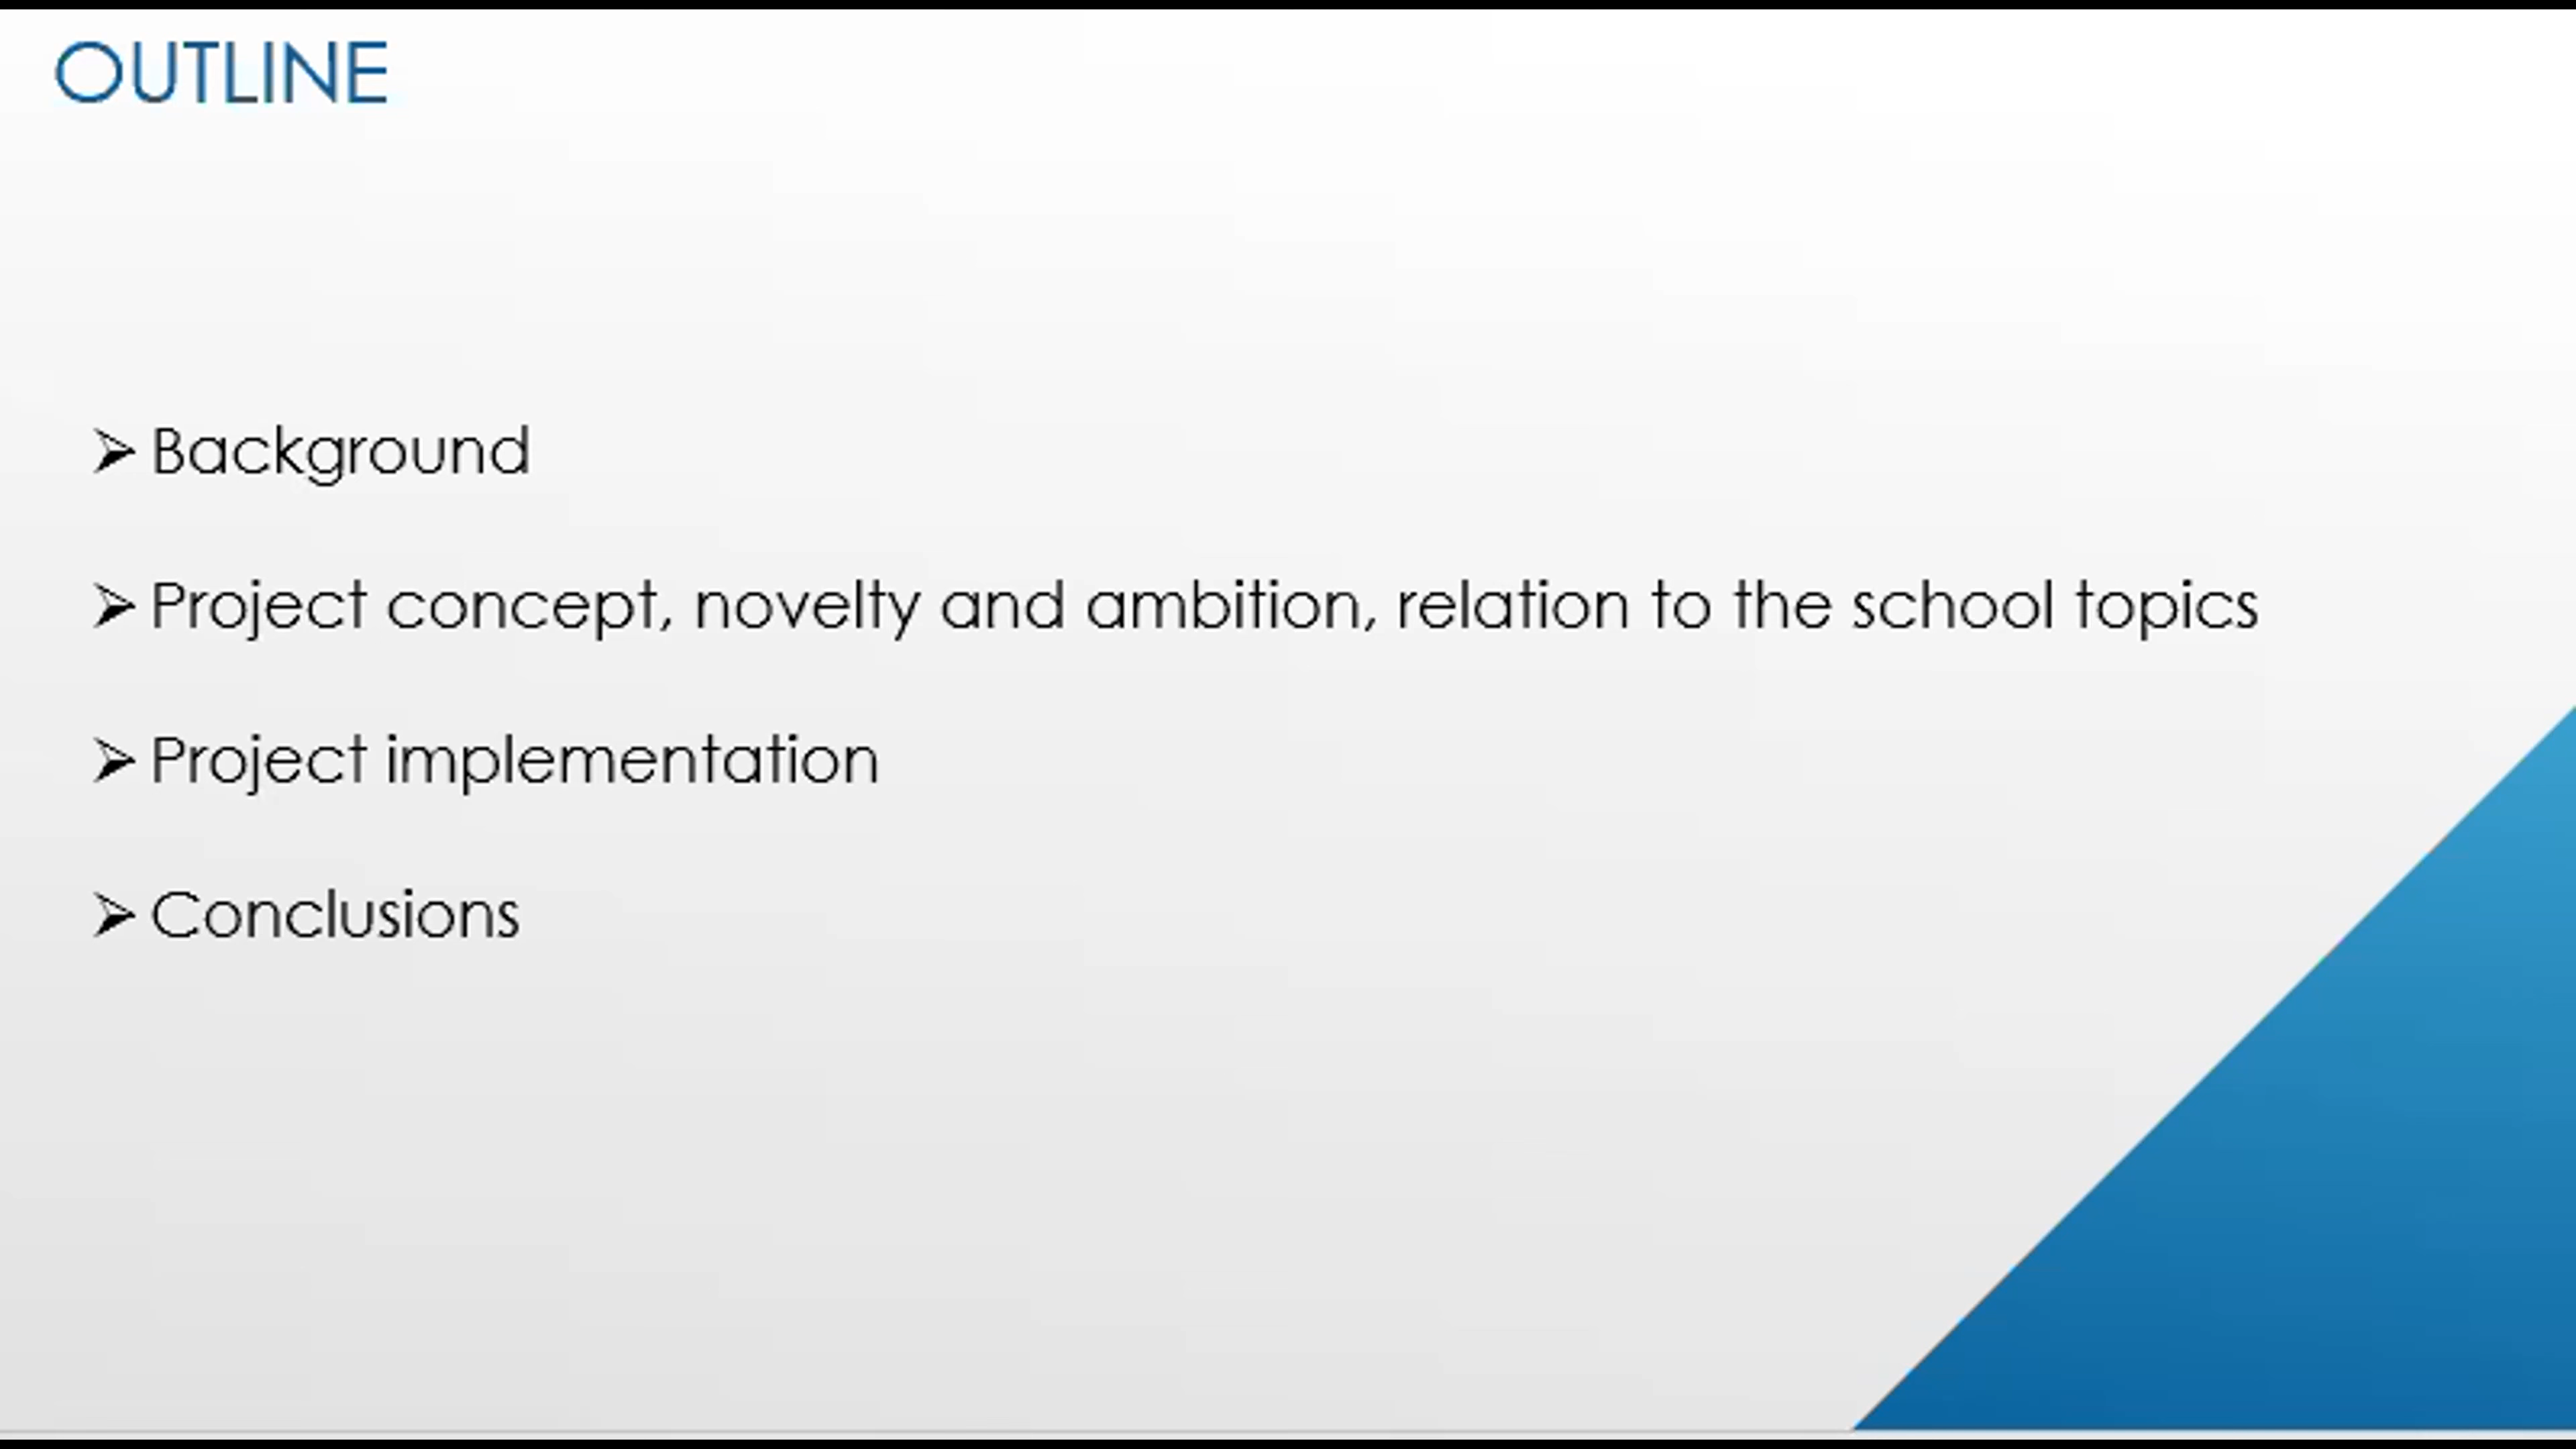 OUTLINE
➢ Background
➢ Project concept, novelty and ambition, relation to the school topics
➢ Project implementation
➢ Conclusions